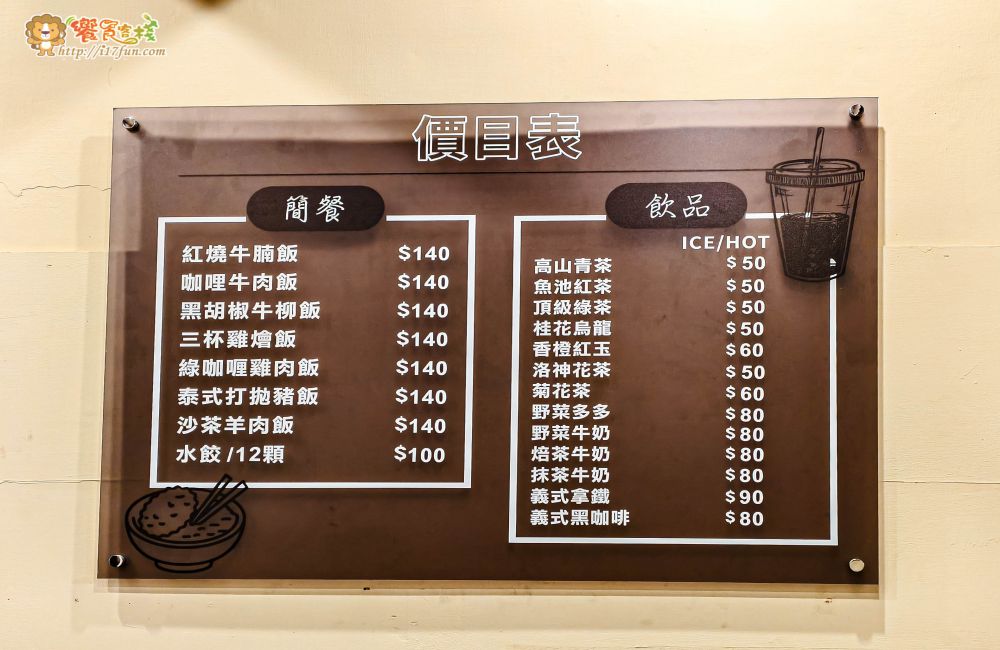 饗買客棧
http://i17fun.com
價目表
簡餐
紅燒牛腩飯 $140
咖哩牛肉飯 $140
黑胡椒牛柳飯 $140
三杯雞燴飯 $140
綠咖喱雞肉飯 $140
泰式打拋豬飯 $140
沙茶羊肉飯 $140
水餃 /12顆 $100
飲品
ICE/HOT
高山青茶 $50
魚池紅茶 $50
頂級綠茶 $50
桂花烏龍 $50
香橙紅玉 $60
洛神花茶 $50
菊花茶 $60
野菜多多 $80
野菜牛奶 $80
焙茶牛奶 $80
抹茶牛奶 $80
義式拿鐵 $90
義式黑咖啡 $80